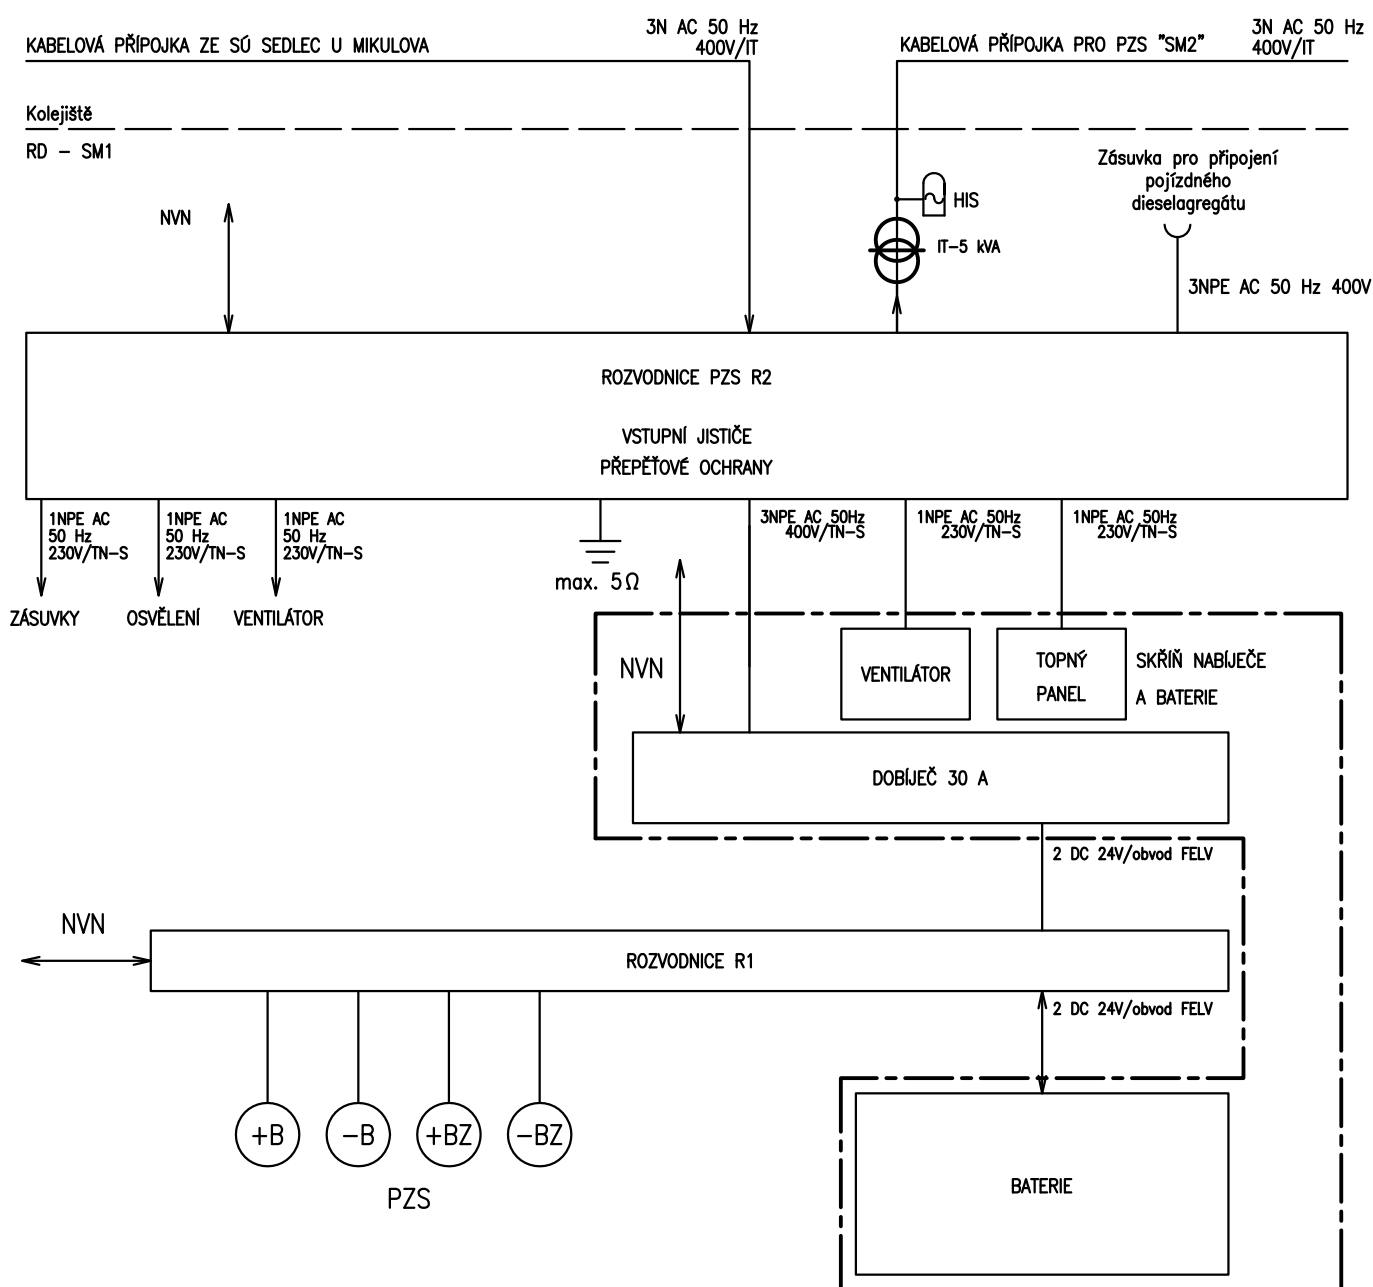 KABELOVÁ PŘÍPOJKA ZE SÚ SEDLEC U MIKULOVA
3N AC 50 Hz
400V/IT
KABELOVÁ PŘÍPOJKA PRO PZS "SM2"
3N AC 50 Hz
400V/IT
Kolejiště
RD – SM1
Zásuvka pro připojení
pojízdného
dieselagregátu
NVN
HIS
IT–5 kVA
3NPE AC 50 Hz 400V
ROZVODNICE PZS R2
VSTUPNÍ JISTIČE
PŘEPĚŤOVÉ OCHRANY
1NPE AC
50 Hz
230V/TN–S
1NPE AC
50 Hz
230V/TN–S
1NPE AC
50 Hz
230V/TN–S
3NPE AC 50Hz
400V/TN–S
1NPE AC 50Hz
230V/TN–S
1NPE AC 50Hz
230V/TN–S
max. 5Ω
ZÁSUVKY
OSVĚLENÍ
VENTILÁTOR
NVN
VENTILÁTOR
TOPNÝ
PANEL
SKŘÍŇ NABÍJEČE
A BATERIE
DOBÍJEČ 30 A
2 DC 24V/obvod FELV
NVN
ROZVODNICE R1
2 DC 24V/obvod FELV
+B
–B
+BZ
–BZ
PZS
BATERIE